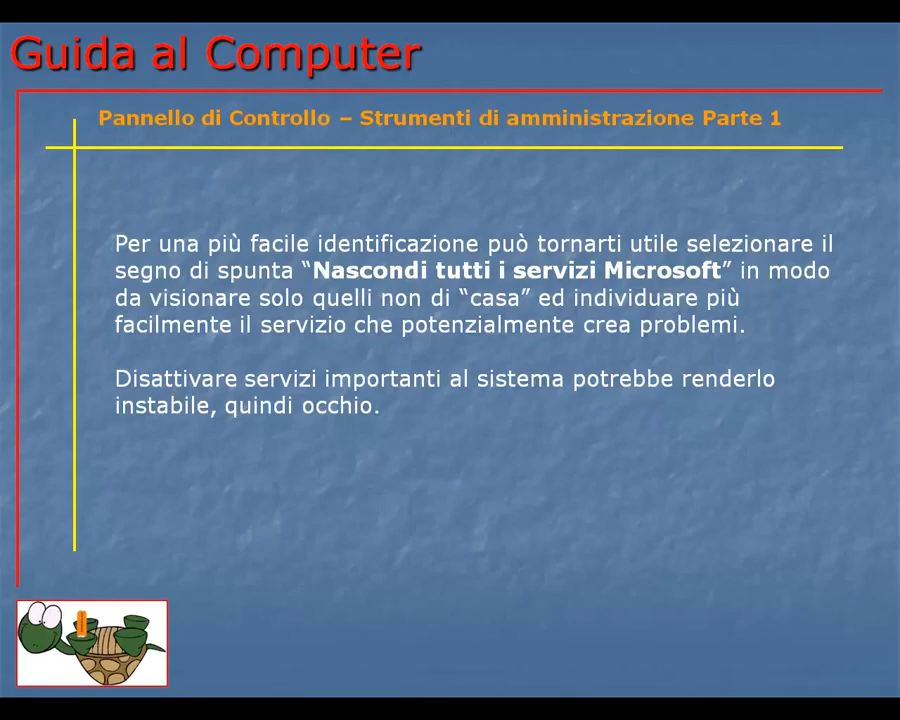 Guida al Computer
Pannello di Controllo – Strumenti di amministrazione Parte 1
Per una più facile identificazione può tornarti utile selezionare il
segno di spunta “Nascondi tutti i servizi Microsoft” in modo
da visionare solo quelli non di “casa” ed individuare più
facilmente il servizio che potenzialmente crea problemi.
Disattivare servizi importanti al sistema potrebbe renderlo
instabile, quindi occhio.